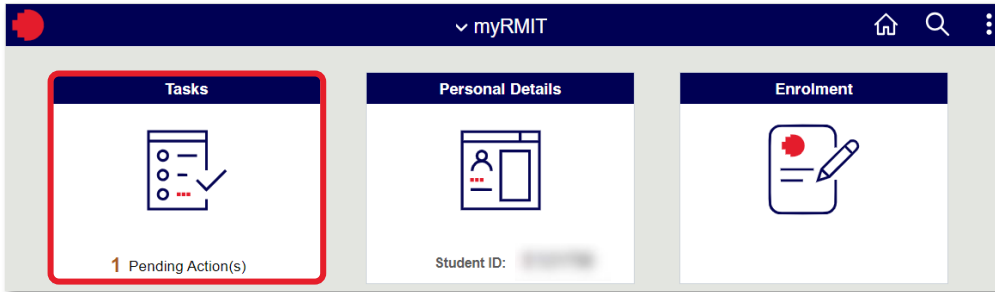 myRMIT
Tasks
Personal Details
Enrolment
1 Pending Action(s)
Student ID: